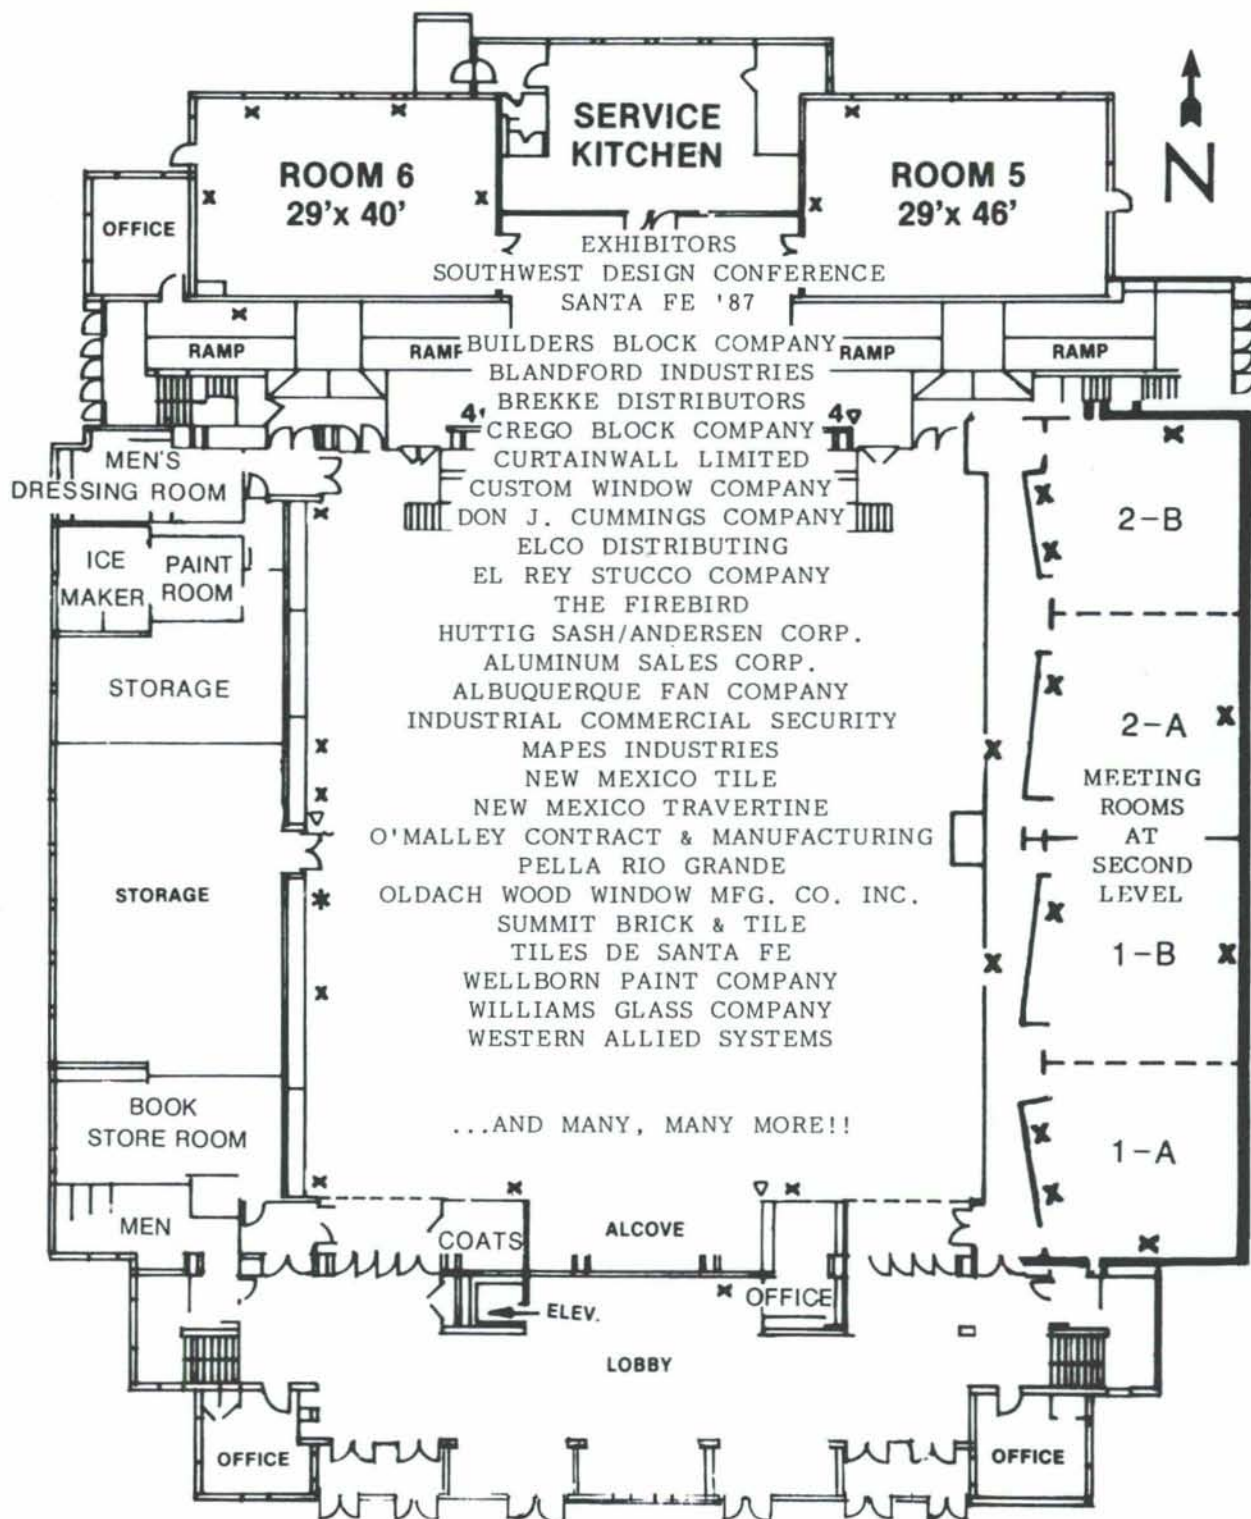 SERVICE
KITCHEN
ROOM 6
29'x 40'
ROOM 5
29'x 46'
N
OFFICE
EXHIBITORS
SOUTHWEST DESIGN CONFERENCE
SANTA FE '87
RAMP
RAMP
RAMP
RAMP
BUILDERS BLOCK COMPANY
BLANDFORD INDUSTRIES
BREKKE DISTRIBUTORS
4'
4'
CREGO BLOCK COMPANY
CURTAINWALL LIMITED
CUSTOM WINDOW COMPANY
DON J. CUMMINGS COMPANY
ELCO DISTRIBUTING
EL REY STUCCO COMPANY
THE FIREBIRD
HUTTIG SASH/ANDERSEN CORP.
ALUMINUM SALES CORP.
ALBUQUERQUE FAN COMPANY
INDUSTRIAL COMMERCIAL SECURITY
MAPES INDUSTRIES
NEW MEXICO TILE
NEW MEXICO TRAVERTINE
O'MALLEY CONTRACT & MANUFACTURING
PELLA RIO GRANDE
OLDACH WOOD WINDOW MFG. CO. INC.
SUMMIT BRICK & TILE
TILES DE SANTA FE
WELLBORN PAINT COMPANY
WILLIAMS GLASS COMPANY
WESTERN ALLIED SYSTEMS
...AND MANY, MANY MORE!!
MEN'S
DRESSING ROOM
ICE
MAKER
PAINT
ROOM
STORAGE
STORAGE
BOOK
STORE ROOM
MEN
2-B
2-A
MEETING
ROOMS
AT
SECOND
LEVEL
1-B
1-A
COATS
ALCOVE
OFFICE
ELEV.
LOBBY
OFFICE
OFFICE